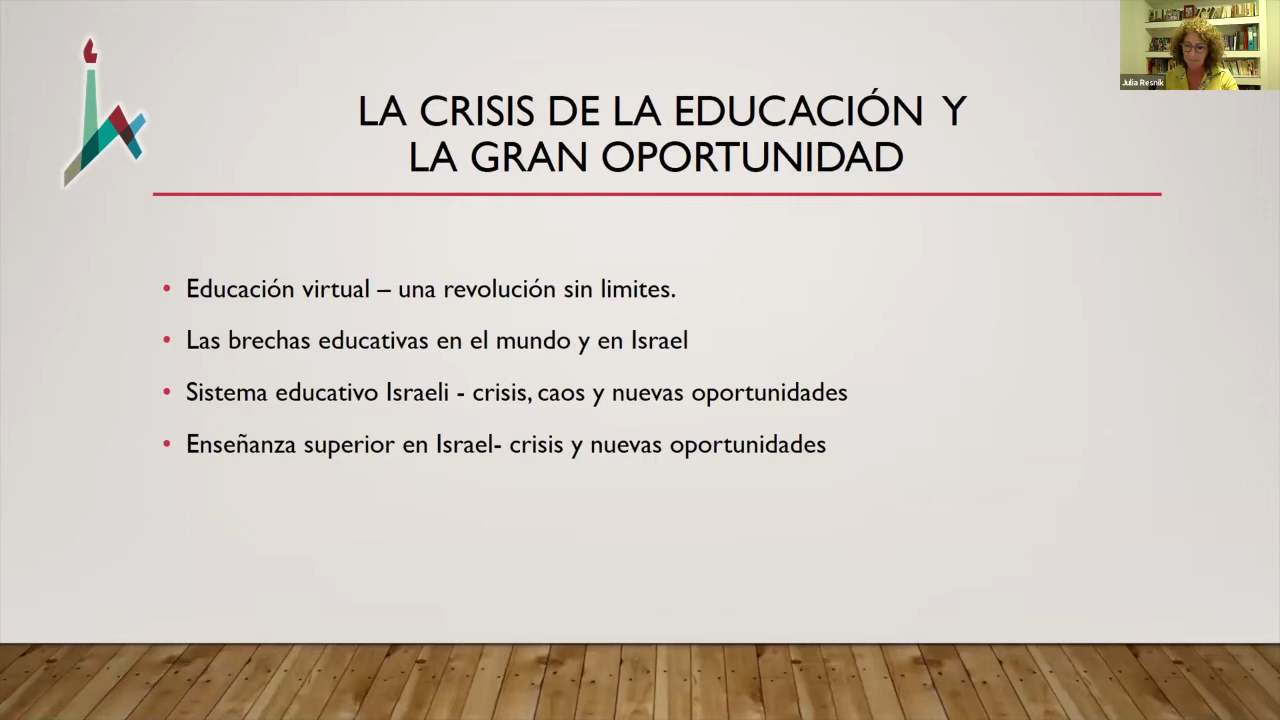 Julia Resnik
LA CRISIS DE LA EDUCACIÓN Y
LA GRAN OPORTUNIDAD
• Educación virtual – una revolución sin limites.
• Las brechas educativas en el mundo y en Israel
• Sistema educativo Israeli - crisis, caos y nuevas oportunidades
• Enseñanza superior en Israel- crisis y nuevas oportunidades